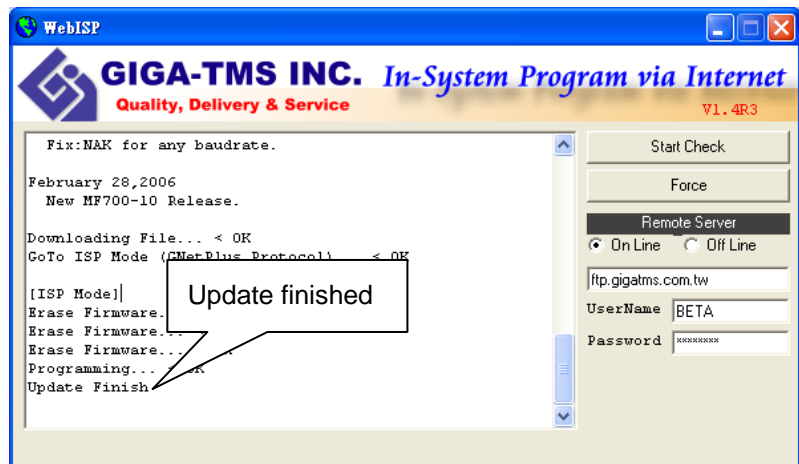 WebISP
GIGA-TMS INC.
Quality, Delivery & Service
In-System Program via Internet
V1.4R3
Fix:NAK for any baudrate.
February 28,2006
New MF700-10 Release.
Downloading File... < OK
GoTo ISP Mode (GNetPlus Protocol)... < OK
[ISP Mode]
Erase Firmware.
Erase Firmware...
Erase Firmware...
Programming... < OK
Update Finish
Update finished
Start Check
Force
Remote Server
On Line
Off Line
ftp.gigatms.com.tw
UserName BETA
Password ××××××××